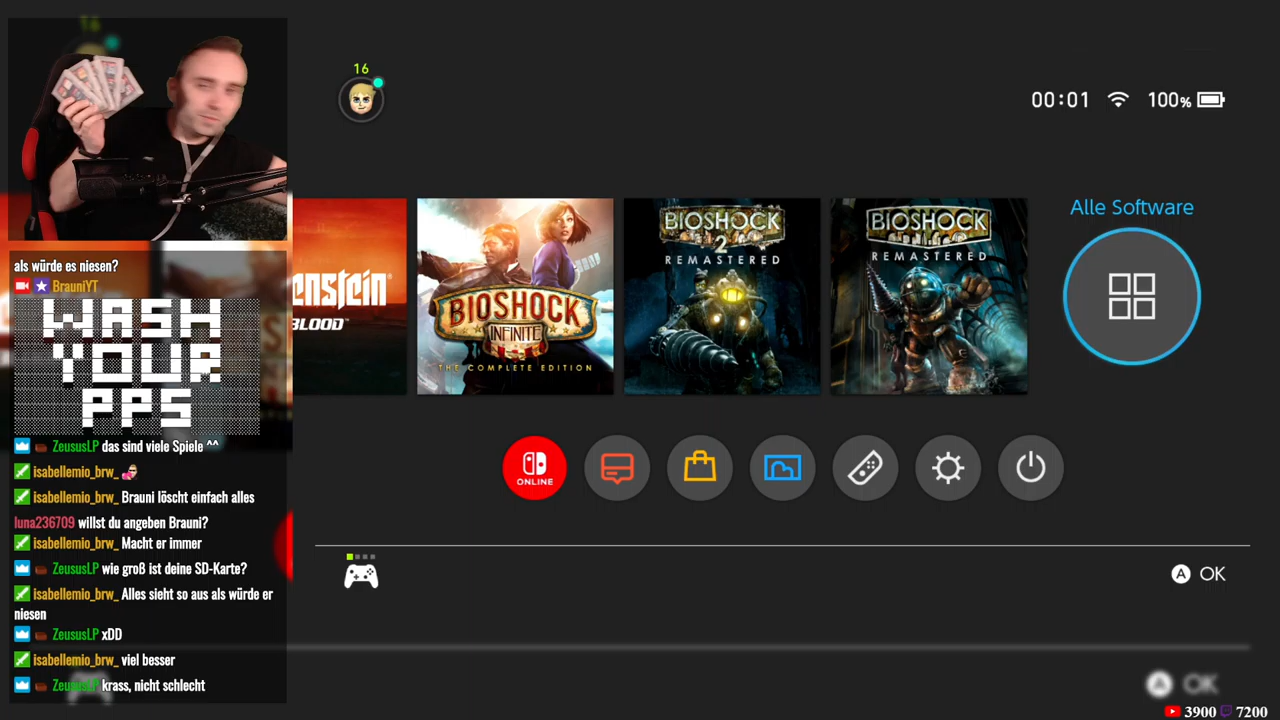 16
00:01
100%
als würde es niesen?
BrauniYT
WASH
YOUR
PPS
ZeususLP das sind viele Spiele ^^
isabellemio_brw_
isabellemio_brw_ Brauni löscht einfach alles
luna236709 willst du angeben Brauni?
isabellemio_brw_ Macht er immer
ZeususLP wie groß ist deine SD-Karte?
isabellemio_brw_ Alles sieht so aus als würde er
niesen
ZeususLP xDD
isabellemio_brw_ viel besser
ZeususLP krass, nicht schlecht
enstein
BLOOD™
BIOSHOCK
INFINITE
THE COMPLETE EDITION
BIOSHOCK
2
REMASTERED
BIOSHOCK
REMASTERED
Alle Software
ONLINE
A OK
A OK
3900 7200